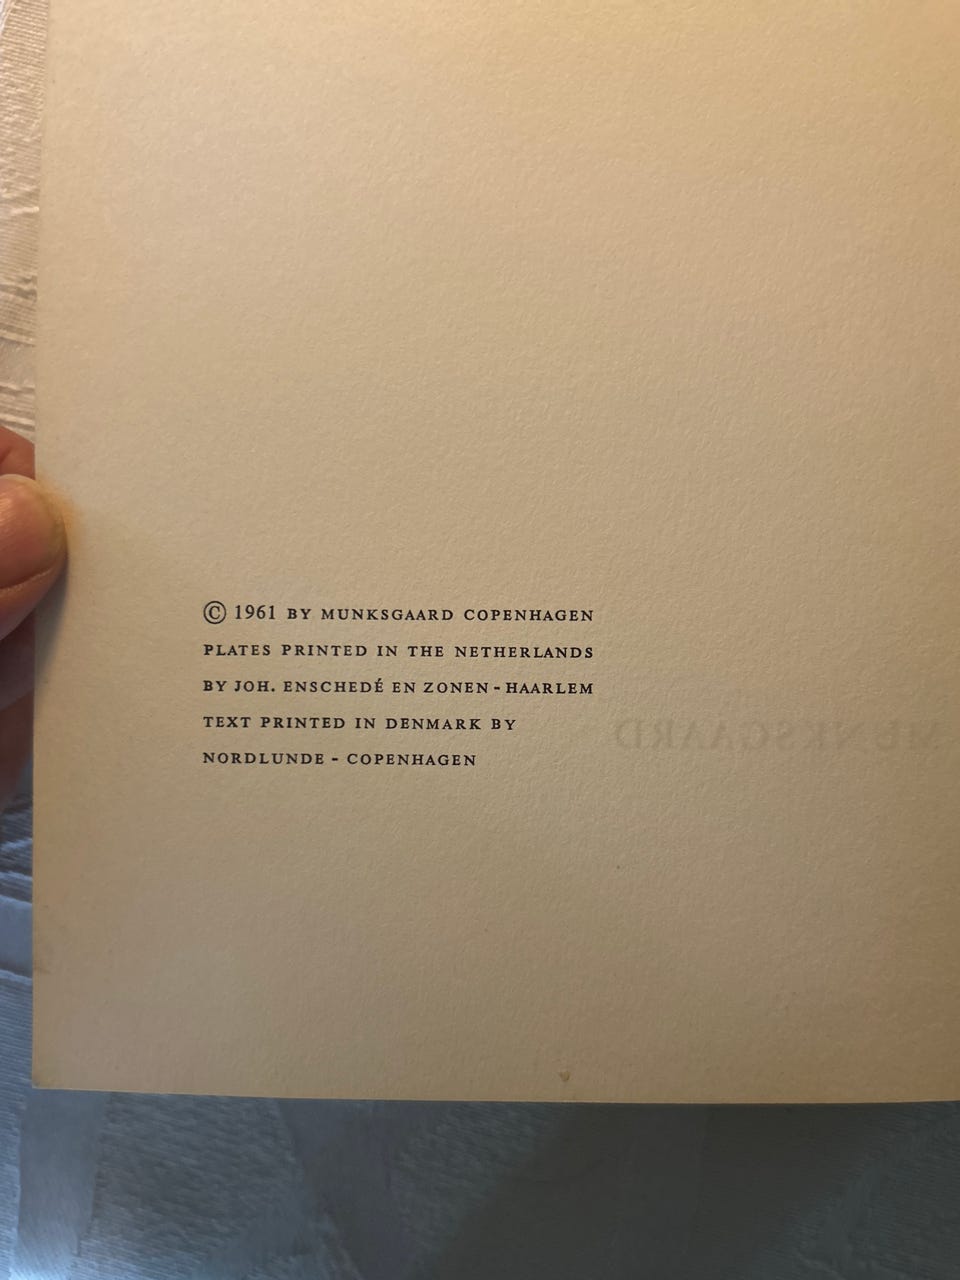 © 1961 BY MUNKSGAARD COPENHAGEN
PLATES PRINTED IN THE NETHERLANDS
BY JOH. ENSCHEDÉ EN ZONEN - HAARLEM
TEXT PRINTED IN DENMARK BY
NORDLUNDE - COPENHAGEN
MUNKSGAARD